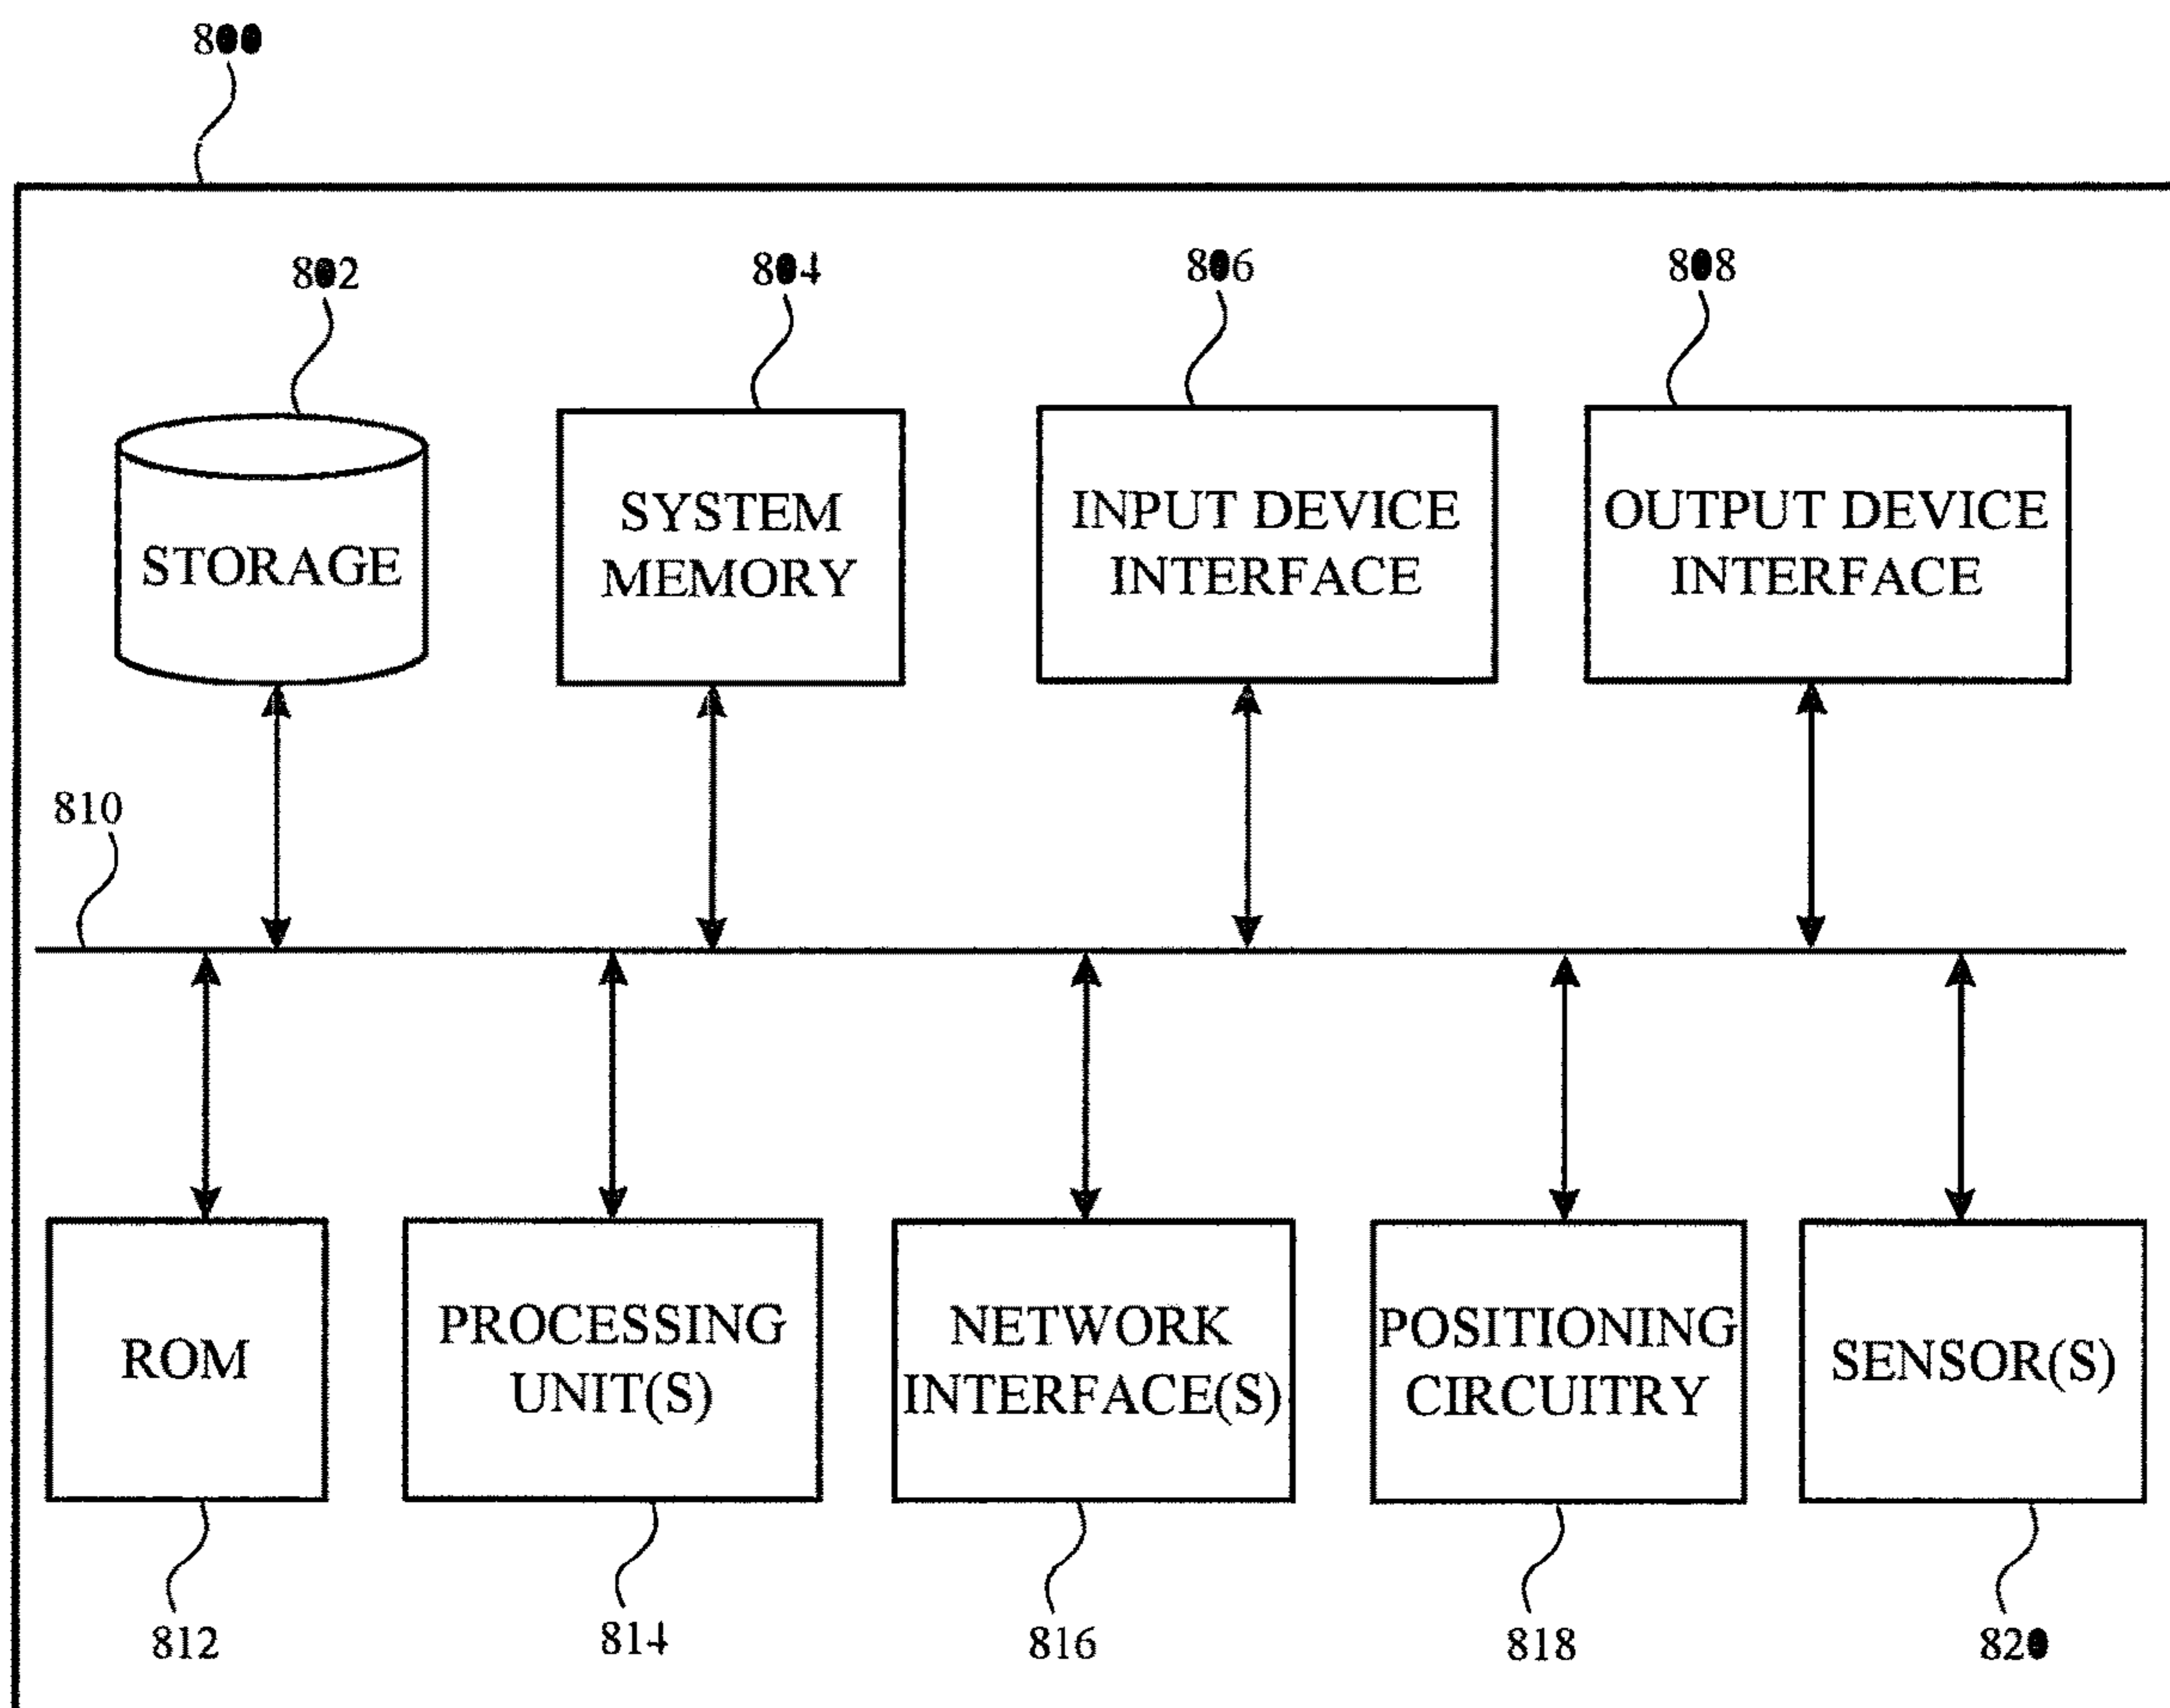 800
802
804
806
808
STORAGE
SYSTEM
MEMORY
INPUT DEVICE
INTERFACE
OUTPUT DEVICE
INTERFACE
810
ROM
PROCESSING
UNIT(S)
NETWORK
INTERFACE(S)
POSITIONING
CIRCUITRY
SENSOR(S)
812
814
816
818
820